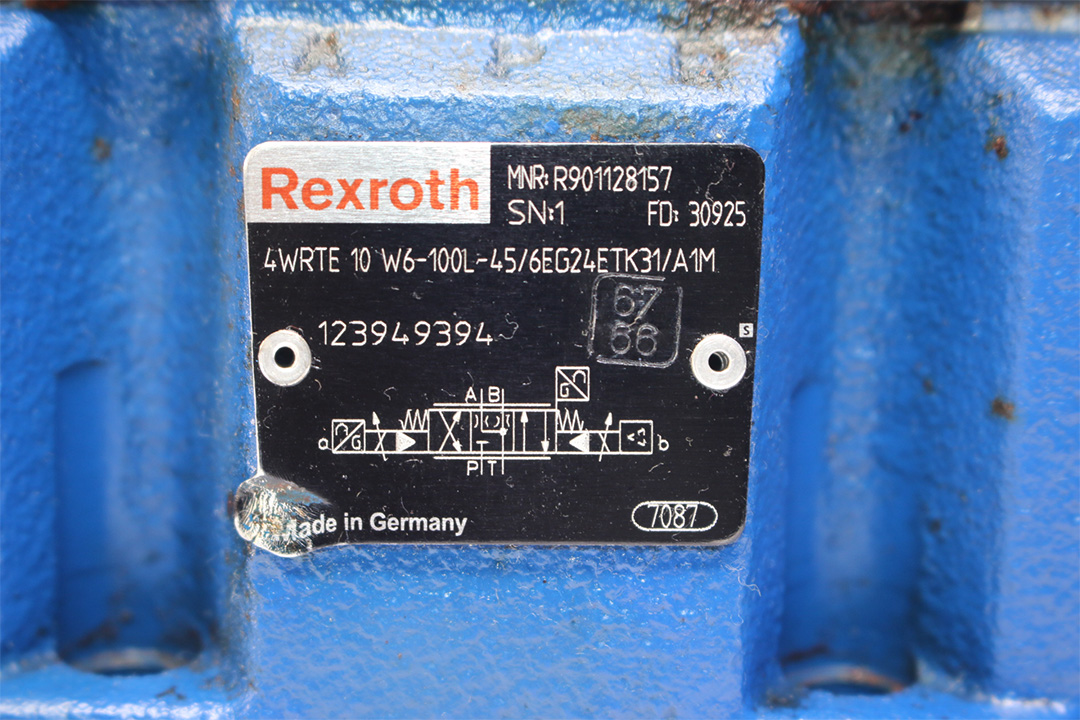 Rexroth
MNR: R901128157
SN: 1 FD: 30925
4WRTE 10 W6-100L-45/6EG24ETK31/A1M
67
66
123949394
S
A B
G
a G b
P T
Made in Germany
7087